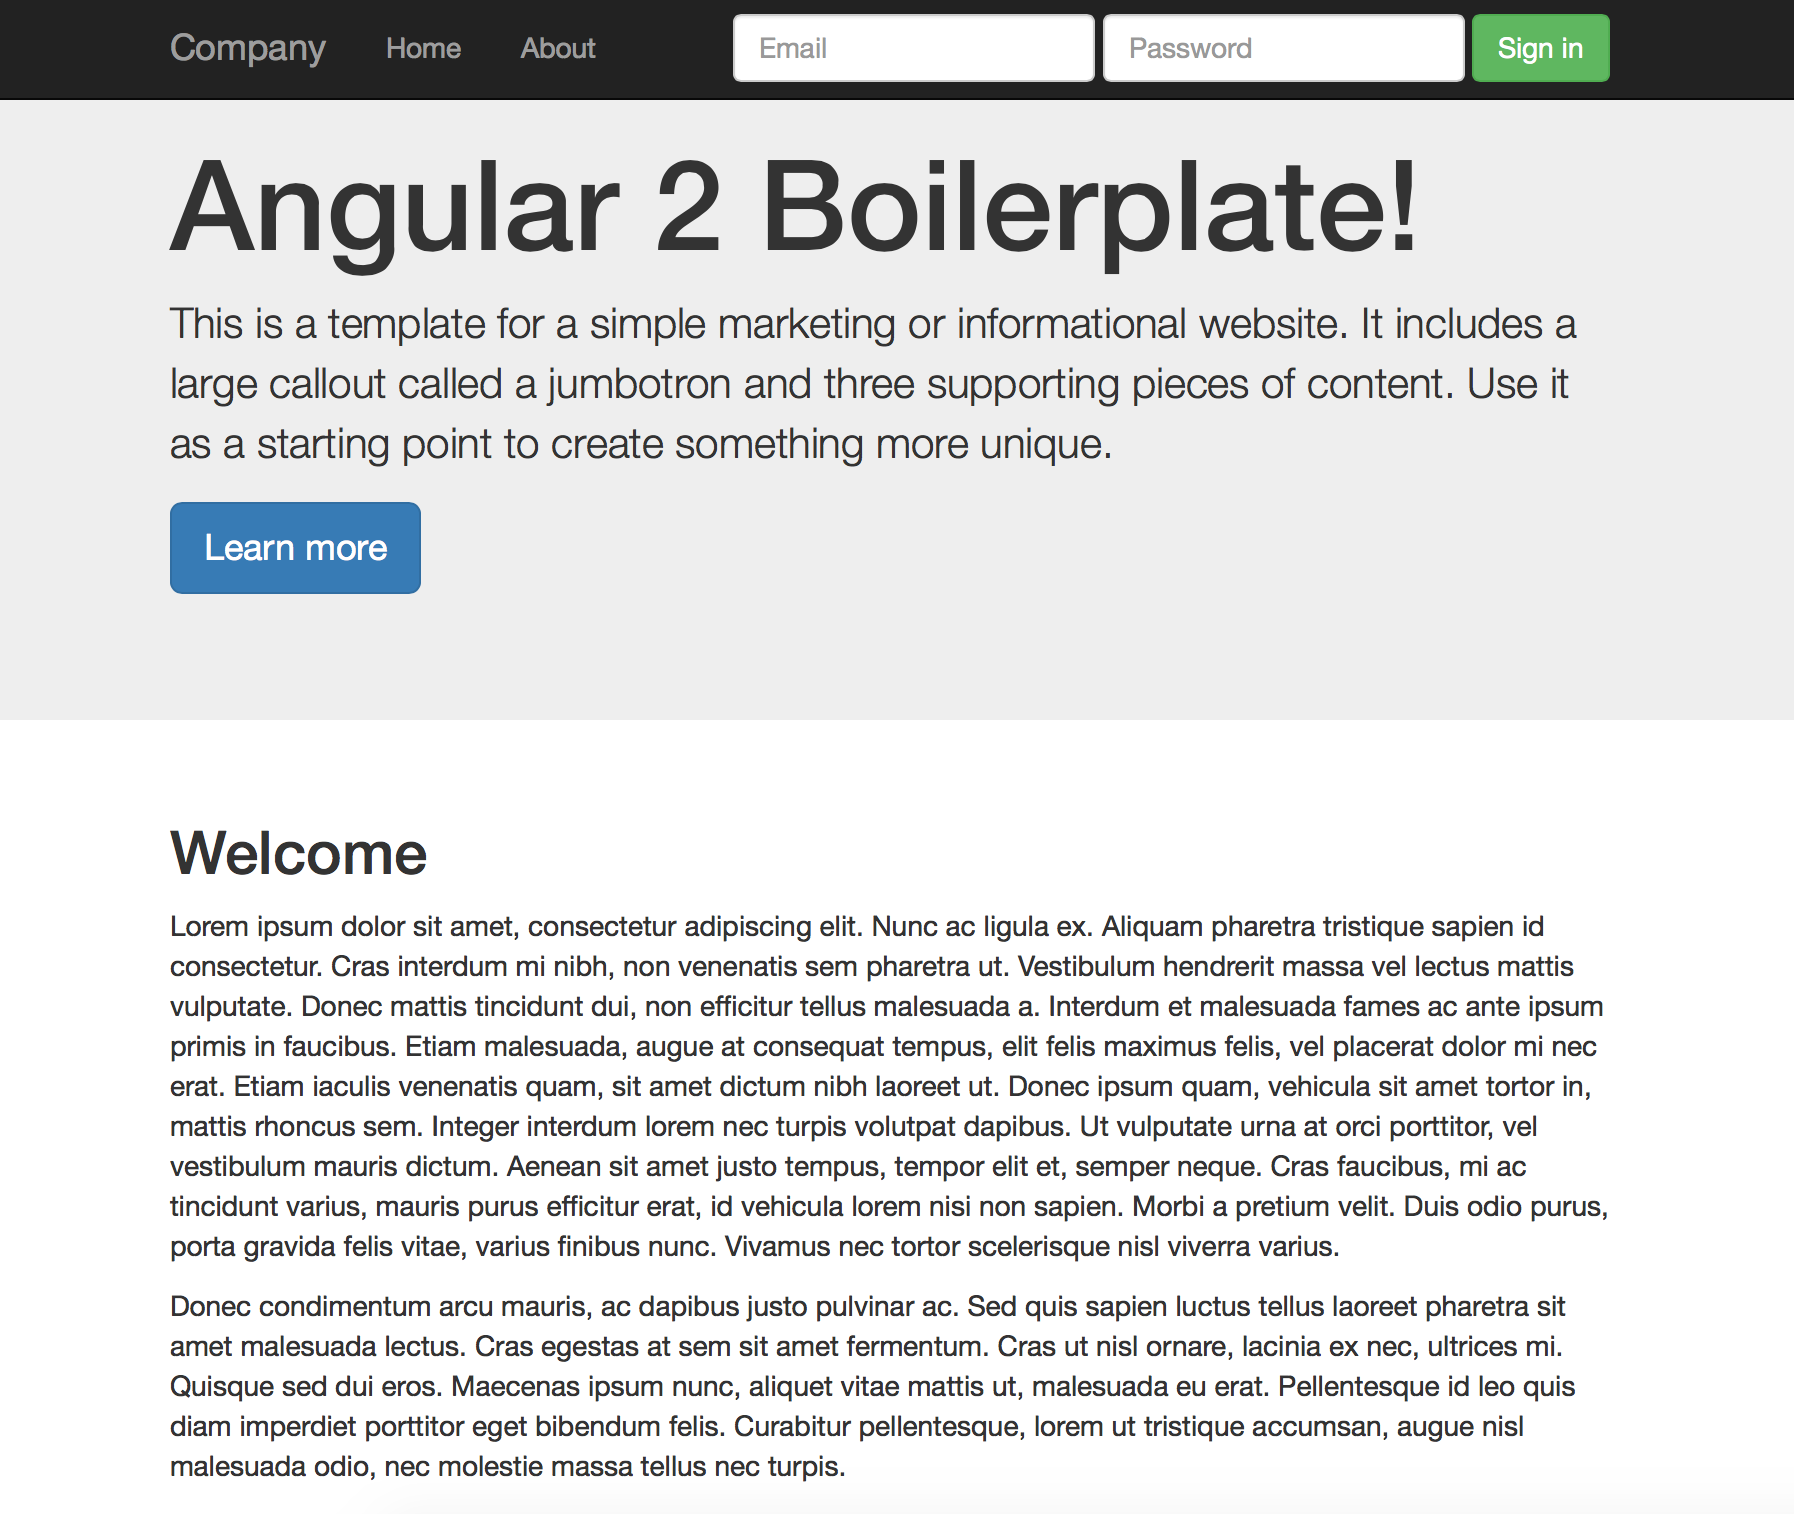 Company Home About Email Password Sign in
Angular 2 Boilerplate!
This is a template for a simple marketing or informational website. It includes a
large callout called a jumbotron and three supporting pieces of content. Use it
as a starting point to create something more unique.
Learn more
Welcome
Lorem ipsum dolor sit amet, consectetur adipiscing elit. Nunc ac ligula ex. Aliquam pharetra tristique sapien id
consectetur. Cras interdum mi nibh, non venenatis sem pharetra ut. Vestibulum hendrerit massa vel lectus mattis
vulputate. Donec mattis tincidunt dui, non efficitur tellus malesuada a. Interdum et malesuada fames ac ante ipsum
primis in faucibus. Etiam malesuada, augue at consequat tempus, elit felis maximus felis, vel placerat dolor mi nec
erat. Etiam iaculis venenatis quam, sit amet dictum nibh laoreet ut. Donec ipsum quam, vehicula sit amet tortor in,
mattis rhoncus sem. Integer interdum lorem nec turpis volutpat dapibus. Ut vulputate urna at orci porttitor, vel
vestibulum mauris dictum. Aenean sit amet justo tempus, tempor elit et, semper neque. Cras faucibus, mi ac
tincidunt varius, mauris purus efficitur erat, id vehicula lorem nisi non sapien. Morbi a pretium velit. Duis odio purus,
porta gravida felis vitae, varius finibus nunc. Vivamus nec tortor scelerisque nisl viverra varius.
Donec condimentum arcu mauris, ac dapibus justo pulvinar ac. Sed quis sapien luctus tellus laoreet pharetra sit
amet malesuada lectus. Cras egestas at sem sit amet fermentum. Cras ut nisl ornare, lacinia ex nec, ultrices mi.
Quisque sed dui eros. Maecenas ipsum nunc, aliquet vitae mattis ut, malesuada eu erat. Pellentesque id leo quis
diam imperdiet porttitor eget bibendum felis. Curabitur pellentesque, lorem ut tristique accumsan, augue nisl
malesuada odio, nec molestie massa tellus nec turpis.